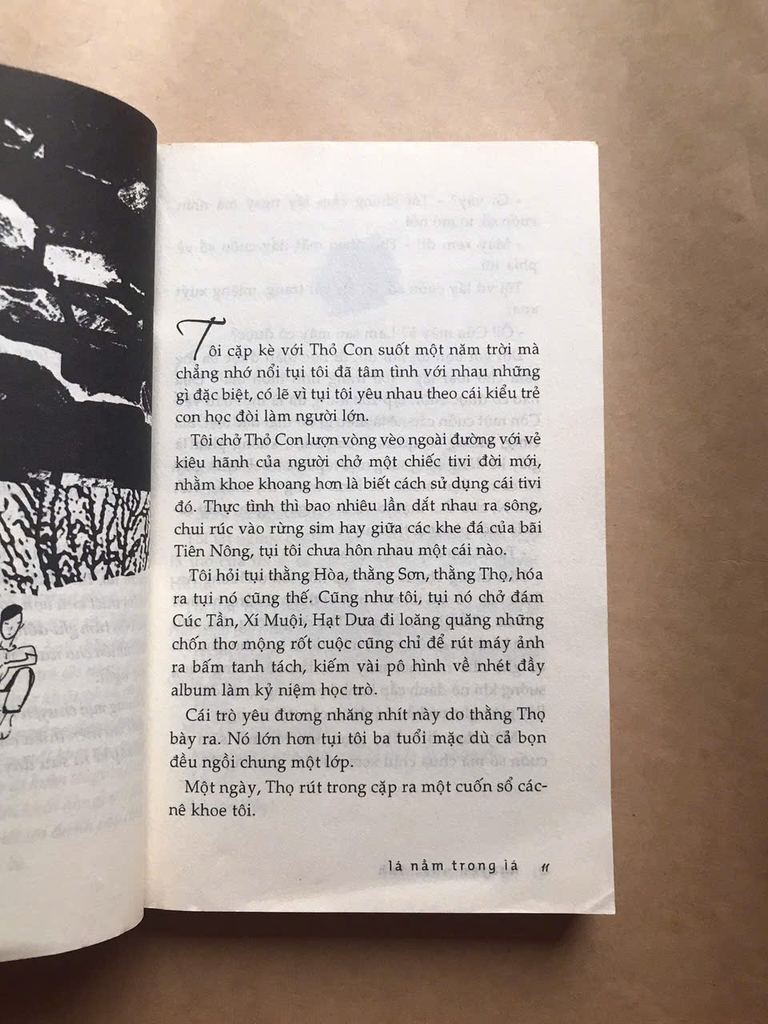 Tôi cặp kè với Thỏ Con suốt một năm trời mà
chẳng nhớ nổi tụi tôi đã tâm tình với nhau những
gì đặc biệt, có lẽ vì tụi tôi yêu nhau theo cái kiểu trẻ
con học đòi làm người lớn.
Tôi chở Thỏ Con lượn vòng vèo ngoài đường với vẻ
kiêu hãnh của người chở một chiếc tivi đời mới,
nhằm khoe khoang hơn là biết cách sử dụng cái tivi
đó. Thực tình thì bao nhiêu lần dắt nhau ra sông,
chui rúc vào rừng sim hay giữa các khe đá của bãi
Tiên Nông, tụi tôi chưa hôn nhau một cái nào.
Tôi hỏi tụi thằng Hòa, thằng Sơn, thằng Thọ, hóa
ra tụi nó cũng thế. Cũng như tôi, tụi nó chở đám
Cúc Tần, Xí Muội, Hạt Dưa đi loăng quăng những
chốn thơ mộng rốt cuộc cũng chỉ để rút máy ảnh
ra bấm tanh tách, kiếm vài pô hình về nhét đầy
album làm kỷ niệm học trò.
Cái trò yêu đương nhăng nhít này do thằng Thọ
bày ra. Nó lớn hơn tụi tôi ba tuổi mặc dù cả bọn
đều ngồi chung một lớp.
Một ngày, Thọ rút trong cặp ra một cuốn sổ các-
nê khoe tôi.
lá nằm trong lá 11